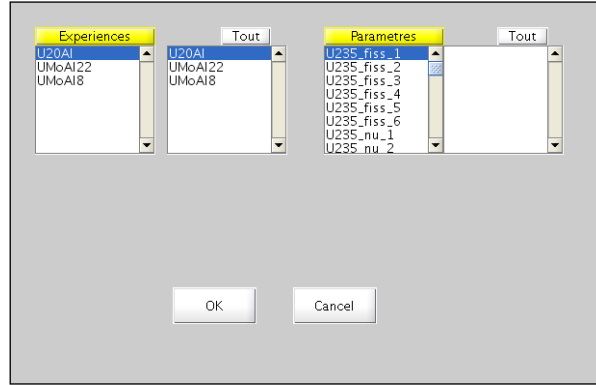 Experiences
Tout
Parametres
Tout
U20Al
UMoAl22
UMoAl8
U20Al
UMoAl22
UMoAl8
U235_fiss_1
U235_fiss_2
U235_fiss_3
U235_fiss_4
U235_fiss_5
U235_fiss_6
U235_nu_1
U235_nu_2
OK
Cancel